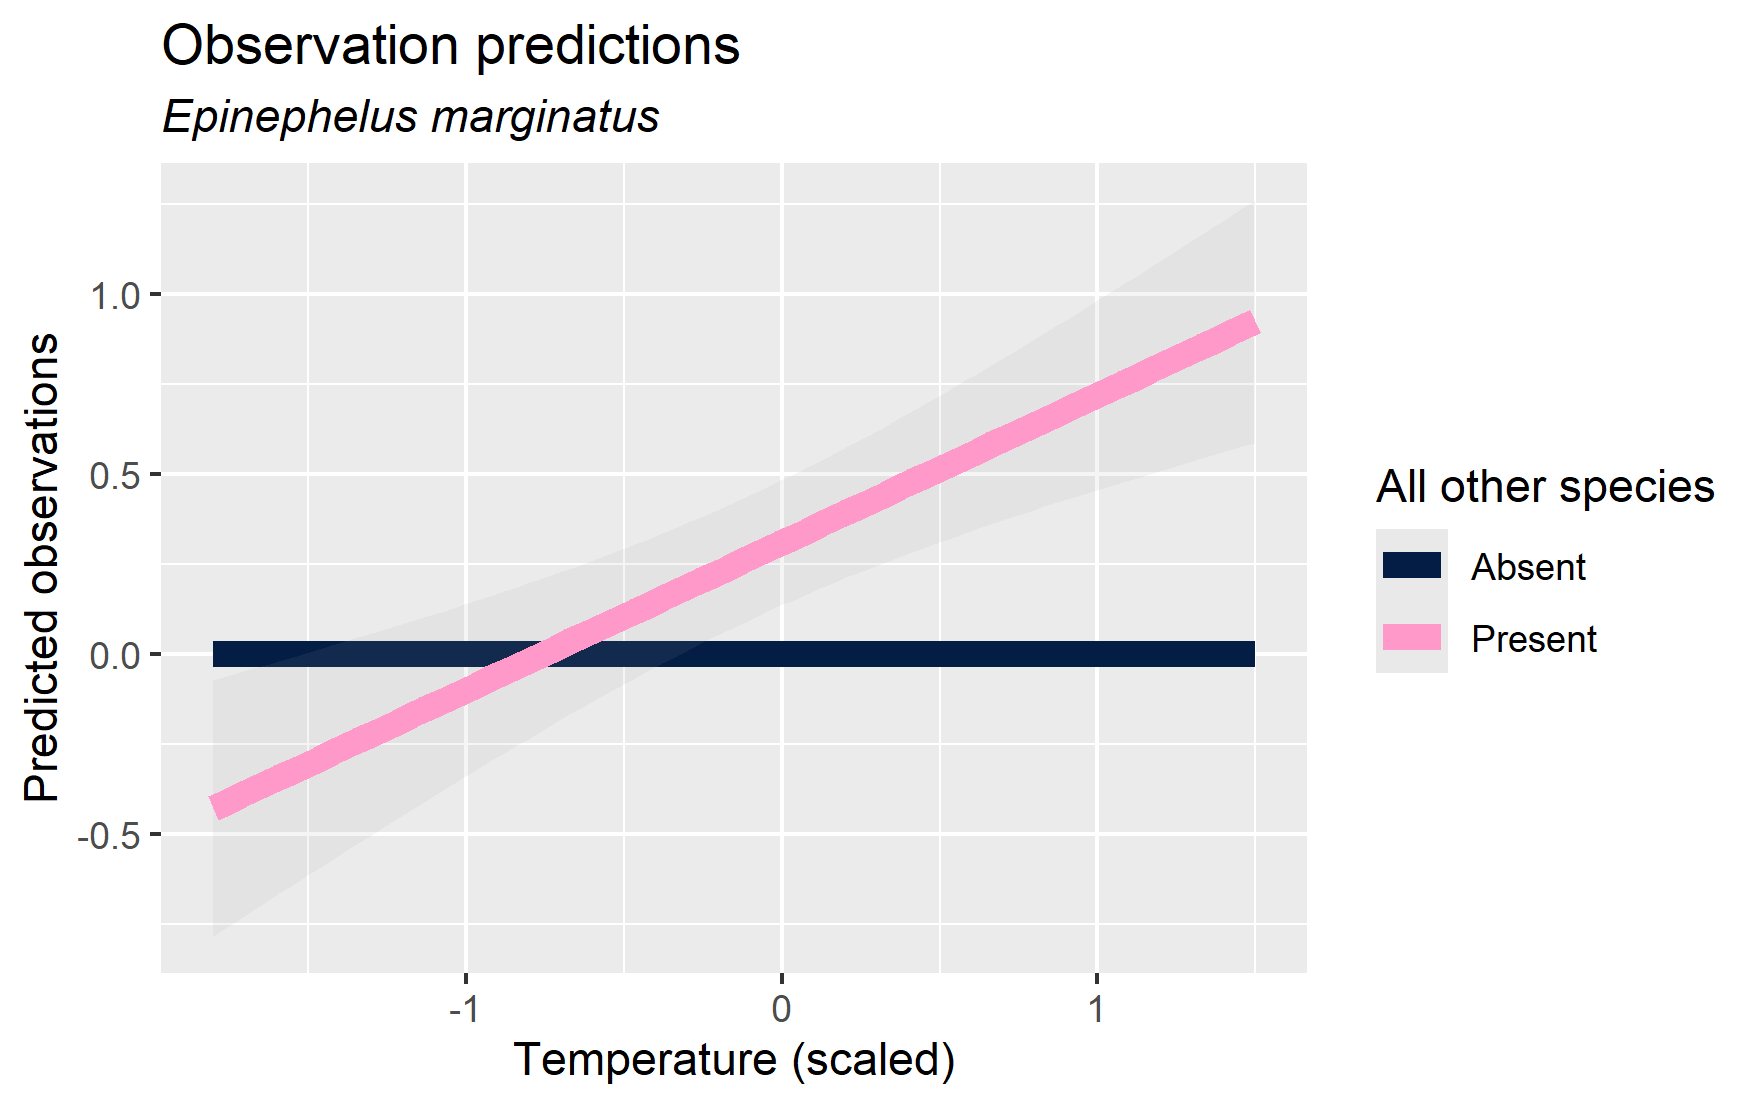 Observation predictions
Epinephelus marginatus
Predicted observations
1.0
0.5
0.0
-0.5
-1
0
1
Temperature (scaled)
All other species
Absent
Present